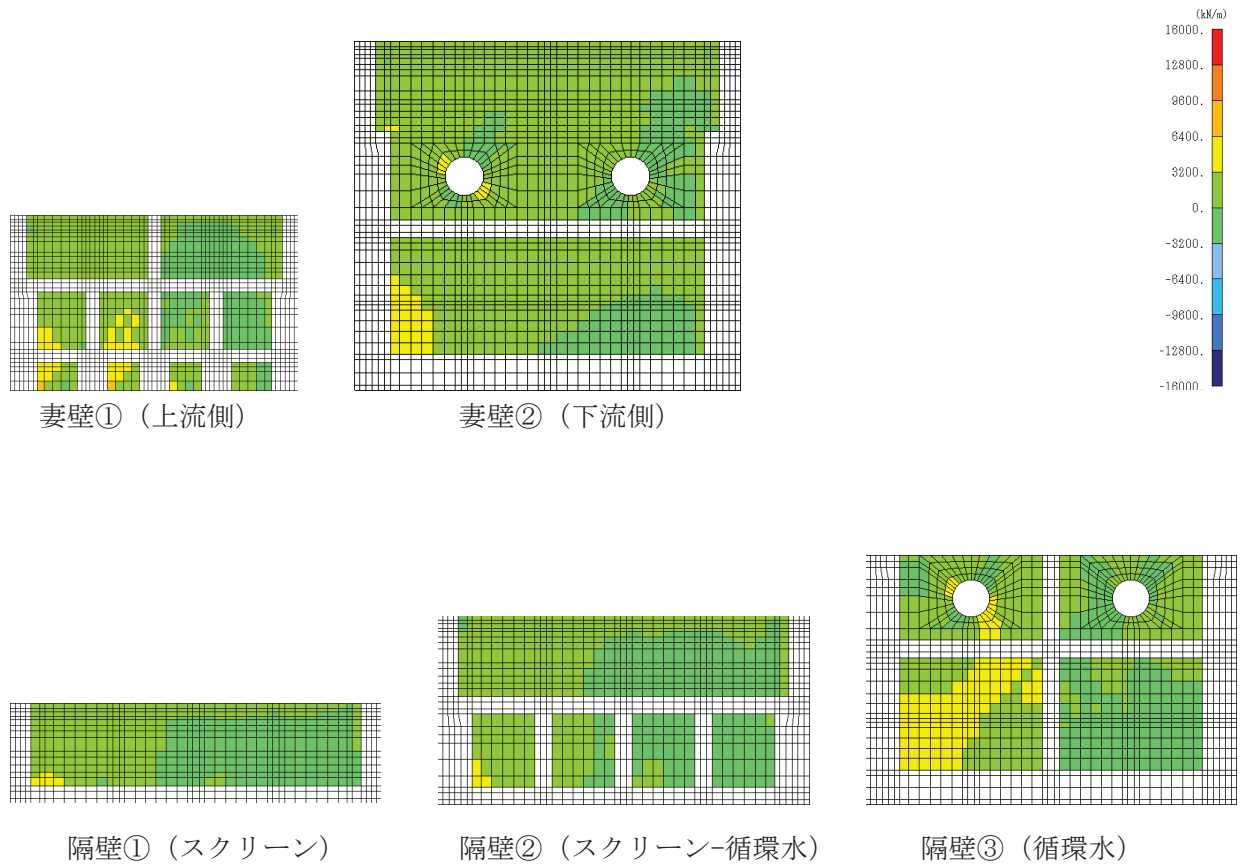 (kN/m)
16000.
12800.
9600.
6400.
3200.
0.
-3200.
-6400.
-9600.
-12800.
-16000.
妻壁①（上流側）
妻壁②（下流側）
隔壁①（スクリーン）
隔壁②（スクリーン−循環水）
隔壁③（循環水）